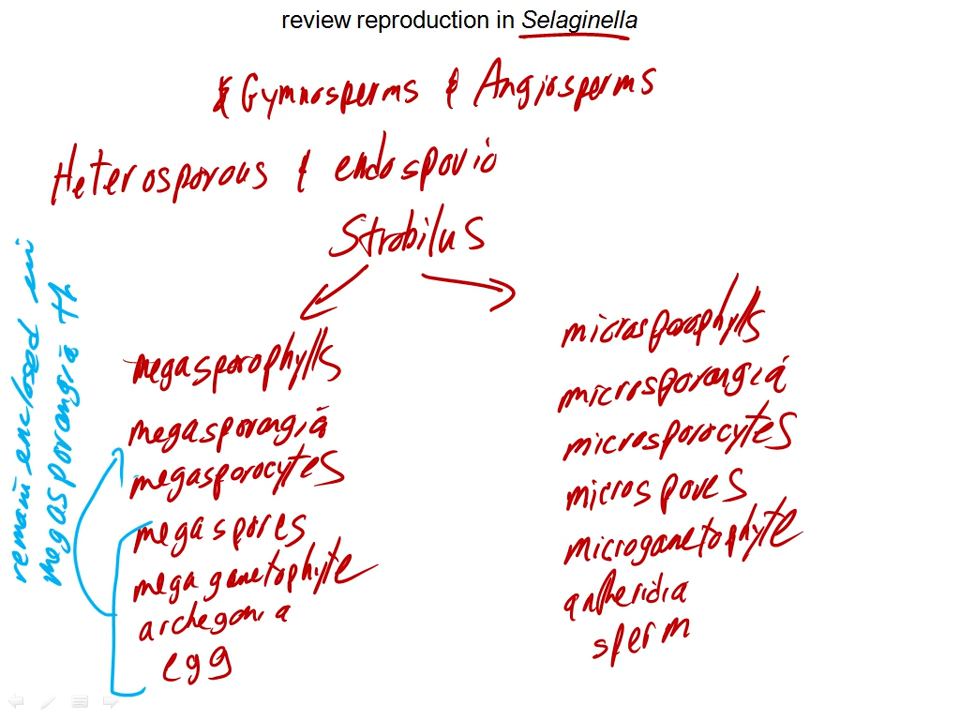 review reproduction in Selaginella
& Gymnosperms & Angiosperms
Heterosporous & endosporic
Strobilus
megasporophylls
megasporangia
megasporocytes
megaspores
megagametophyte
archegonia
egg
microsporophylls
microsporangia
microsporocytes
microspores
microgametophyte
antheridia
sperm
remain enclosed
megasporangia